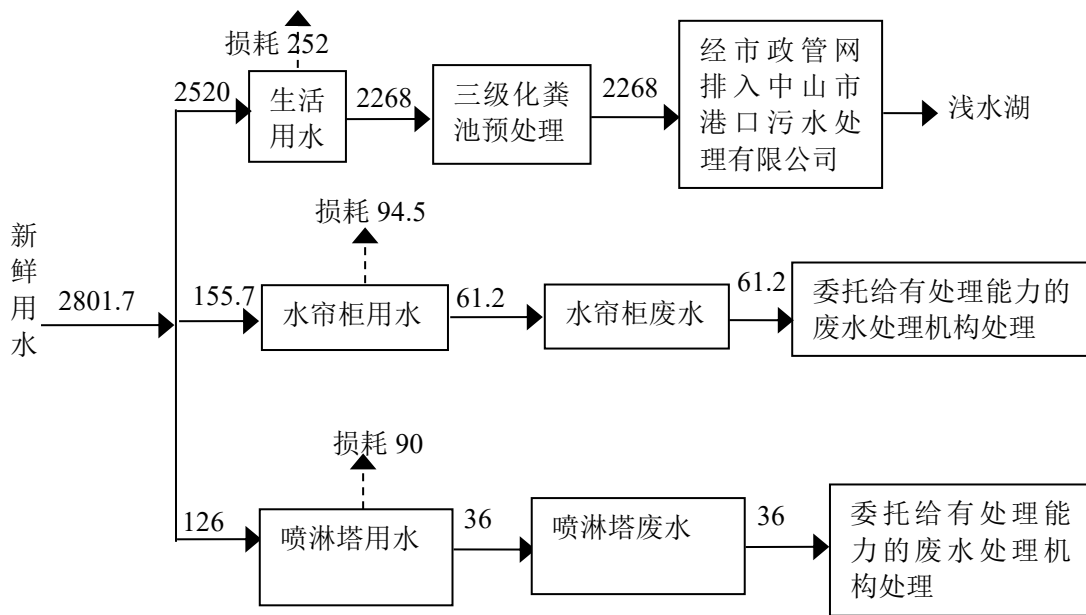 损耗 252
2520
生活
用水
2268
三级化粪
池预处理
2268
经市政管网
排入中山市
港口污水处
理有限公司
浅水湖
新
鲜
用
水
2801.7
损耗 94.5
155.7
水帘柜用水
61.2
水帘柜废水
61.2
委托给有处理能力的
废水处理机构处理
损耗 90
126
喷淋塔用水
36
喷淋塔废水
36
委托给有处理能
力的废水处理机
构处理